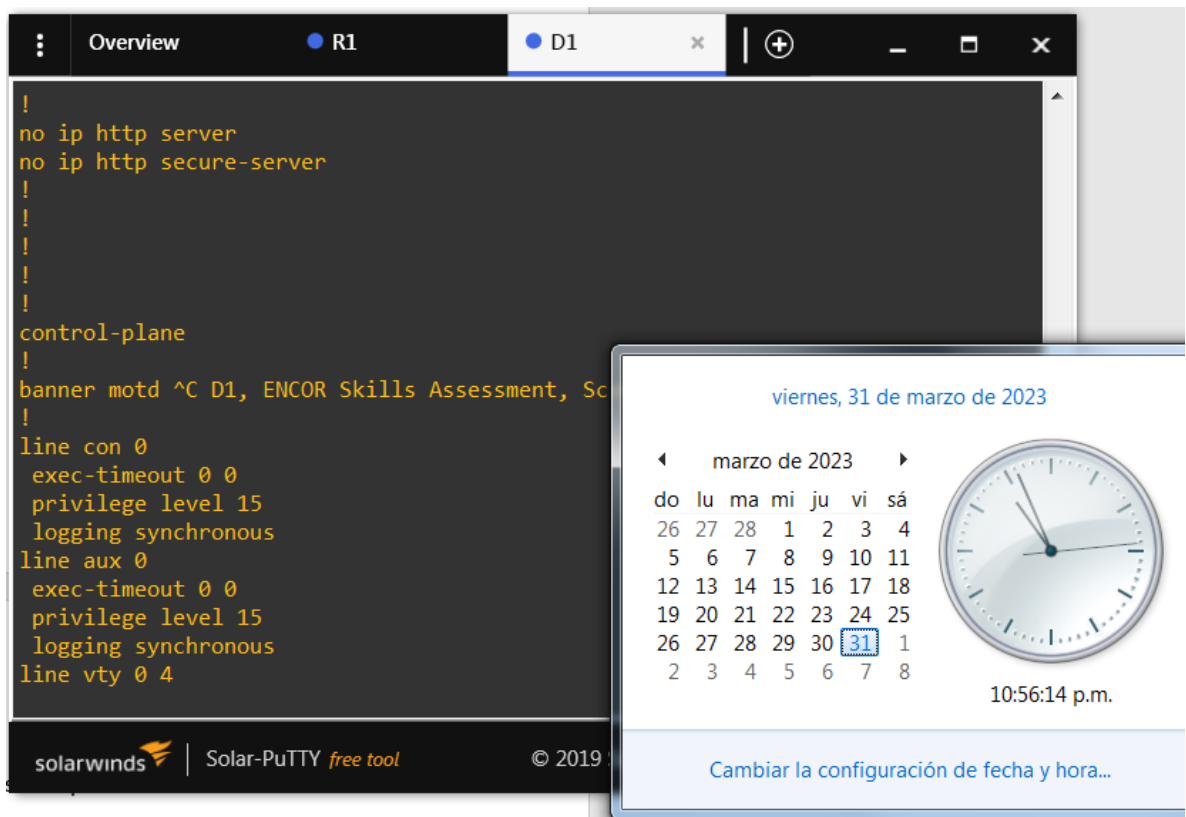 Overview R1 D1
!
no ip http server
no ip http secure-server
!
!
!
!
!
control-plane
!
banner motd ^C D1, ENCOR Skills Assessment, Sc
!
line con 0
exec-timeout 0 0
privilege level 15
logging synchronous
line aux 0
exec-timeout 0 0
privilege level 15
logging synchronous
line vty 0 4
solarwinds Solar-PuTTY free tool © 2019
viernes, 31 de marzo de 2023
marzo de 2023
do lu ma mi ju vi sá
26 27 28 1 2 3 4
5 6 7 8 9 10 11
12 13 14 15 16 17 18
19 20 21 22 23 24 25
26 27 28 29 30 31 1
2 3 4 5 6 7 8
10:56:14 p.m.
Cambiar la configuración de fecha y hora...